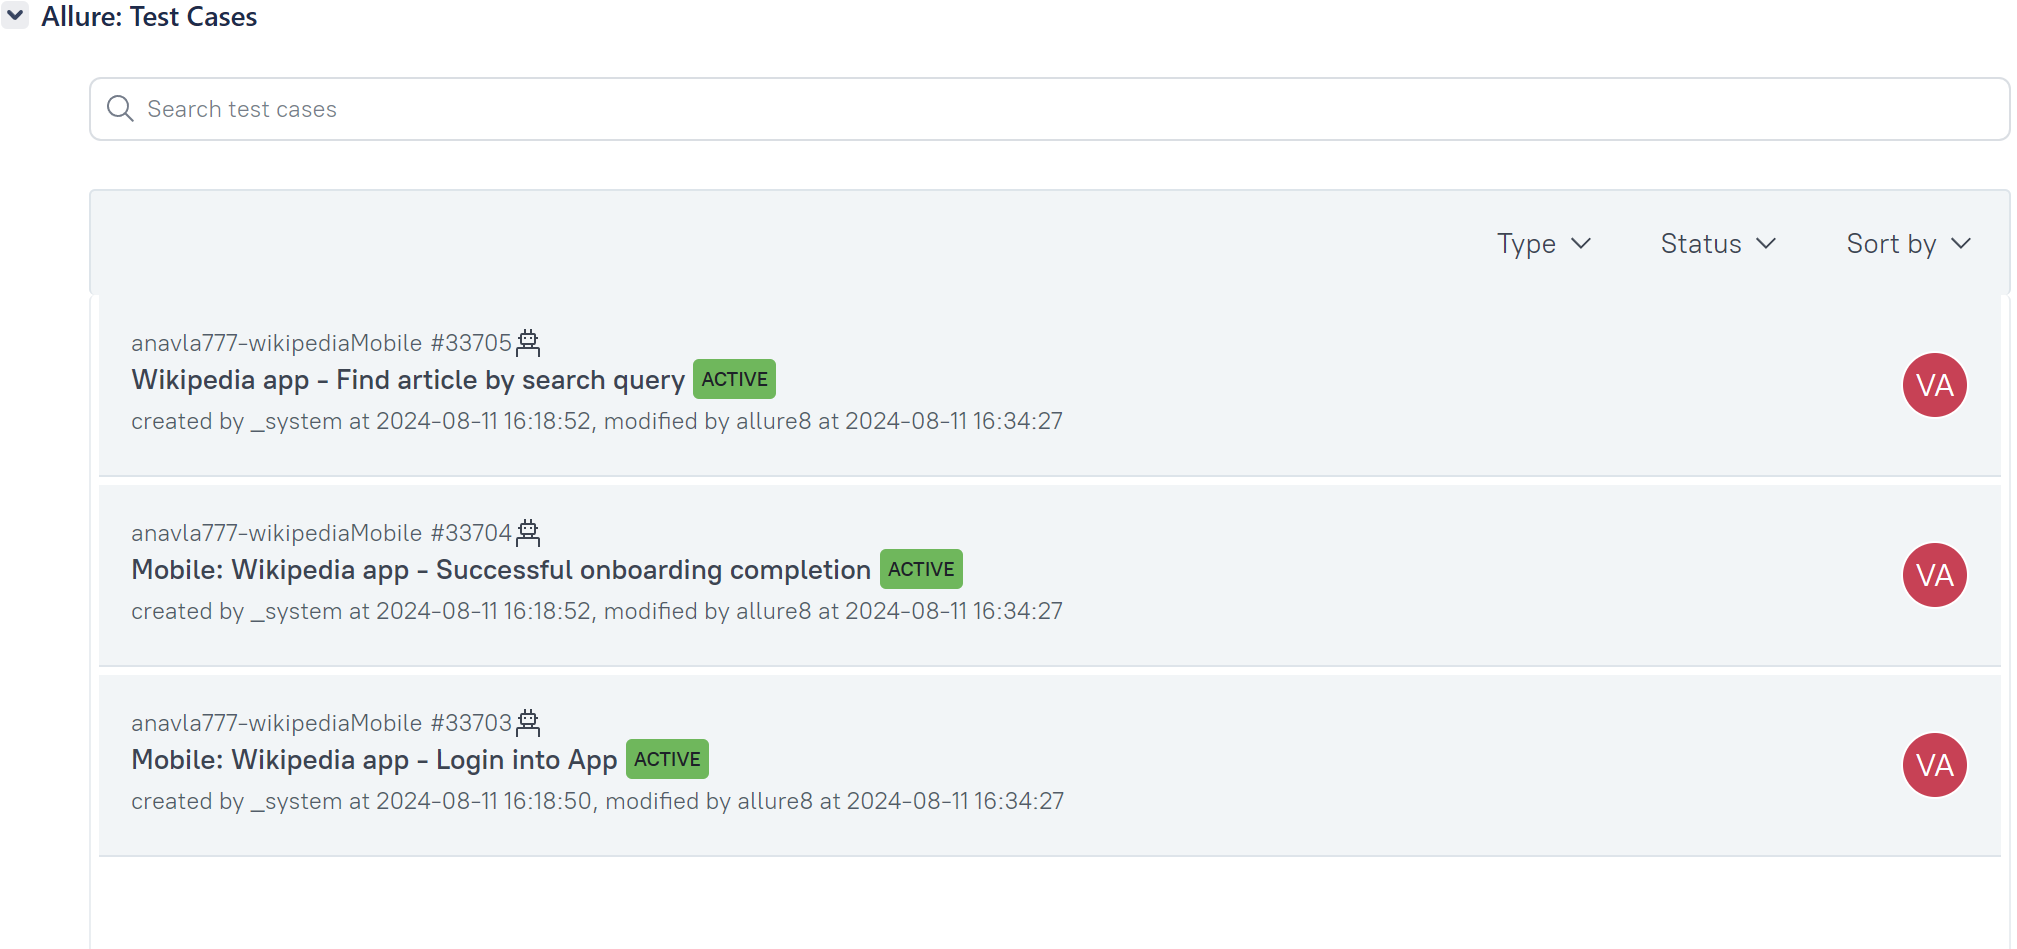 Allure: Test Cases
Search test cases
Type Status Sort by
anavla777-wikipediaMobile #33705
Wikipedia app - Find article by search query ACTIVE
created by _system at 2024-08-11 16:18:52, modified by allure8 at 2024-08-11 16:34:27
VA
anavla777-wikipediaMobile #33704
Mobile: Wikipedia app - Successful onboarding completion ACTIVE
created by _system at 2024-08-11 16:18:52, modified by allure8 at 2024-08-11 16:34:27
VA
anavla777-wikipediaMobile #33703
Mobile: Wikipedia app - Login into App ACTIVE
created by _system at 2024-08-11 16:18:50, modified by allure8 at 2024-08-11 16:34:27
VA